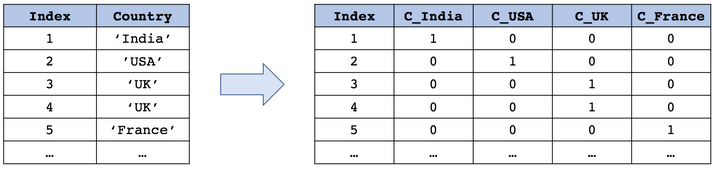 Index Country
1 ‘India’
2 ’USA’
3 ‘UK’
4 ‘UK’
5 ‘France’
… …
Index C_India C_USA C_UK C_France
1 1 0 0 0
2 0 1 0 0
3 0 0 1 0
4 0 0 1 0
5 0 0 0 1
… … … … …